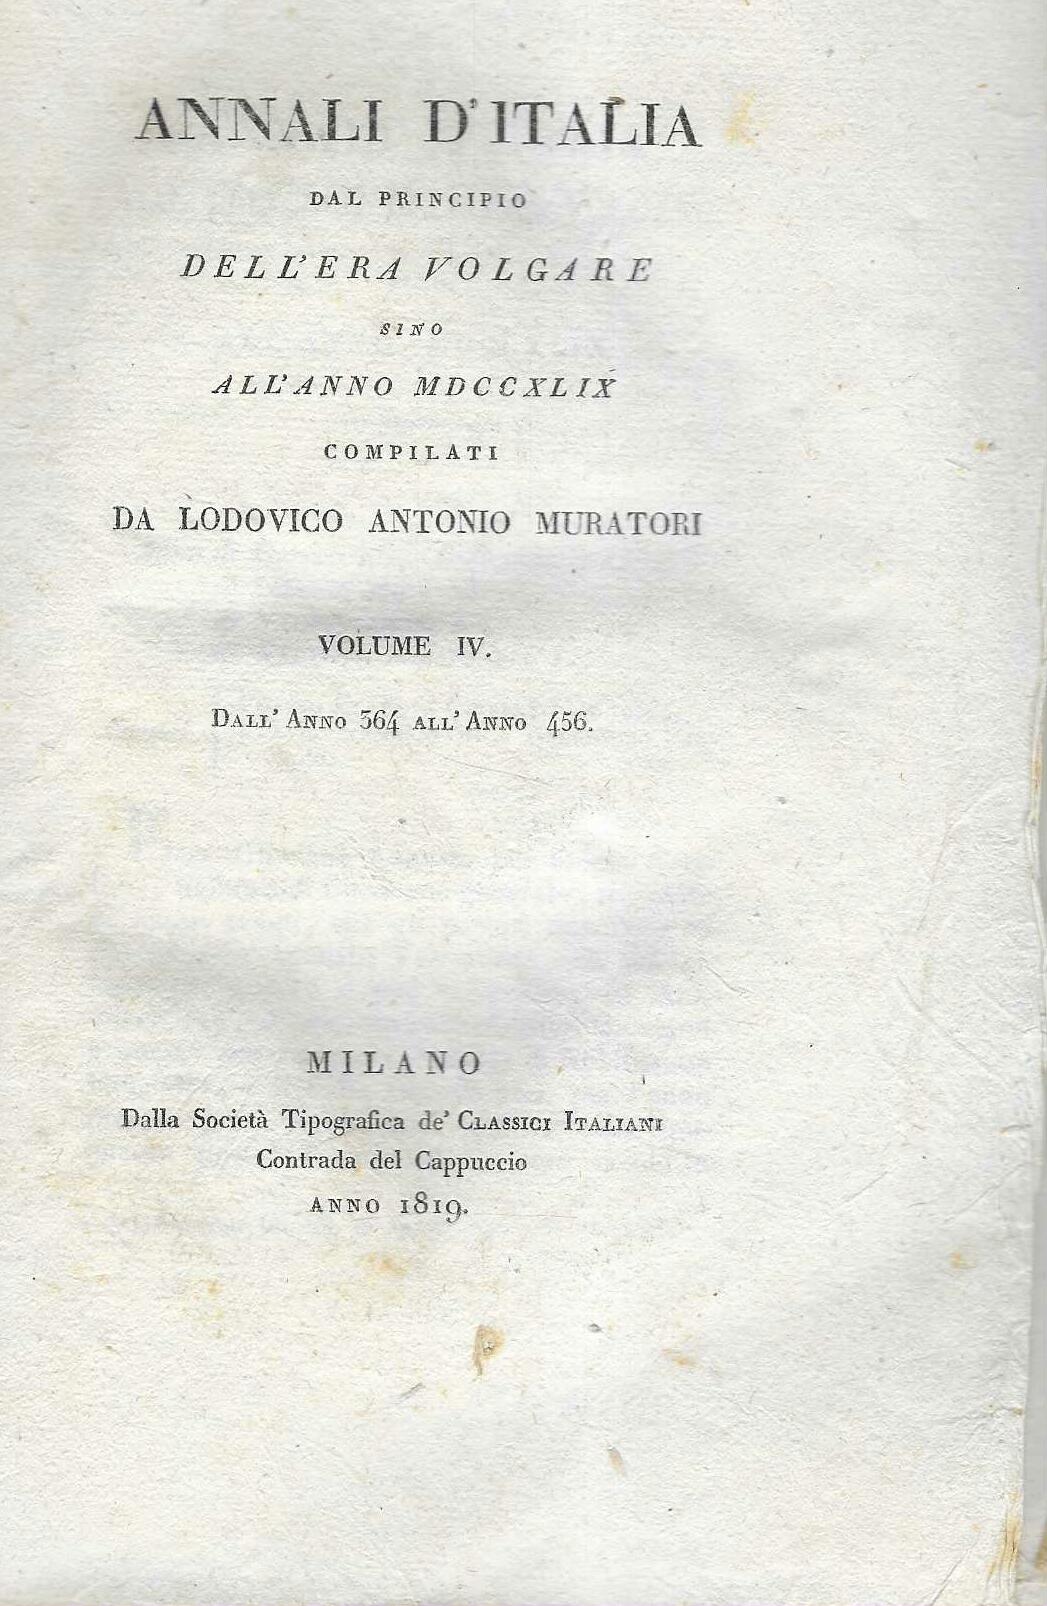 ANNALI D'ITALIA
DAL PRINCIPIO
DELL'ERA VOLGARE
SINO
ALL'ANNO MDCCXLIX
COMPILATI
DA LODOVICO ANTONIO MURATORI
VOLUME IV.
DALL' ANNO 364 ALL' ANNO 456.
MILANO
Dalla Società Tipografica de' CLASSICI ITALIANI
Contrada del Cappuccio
ANNO 1819.